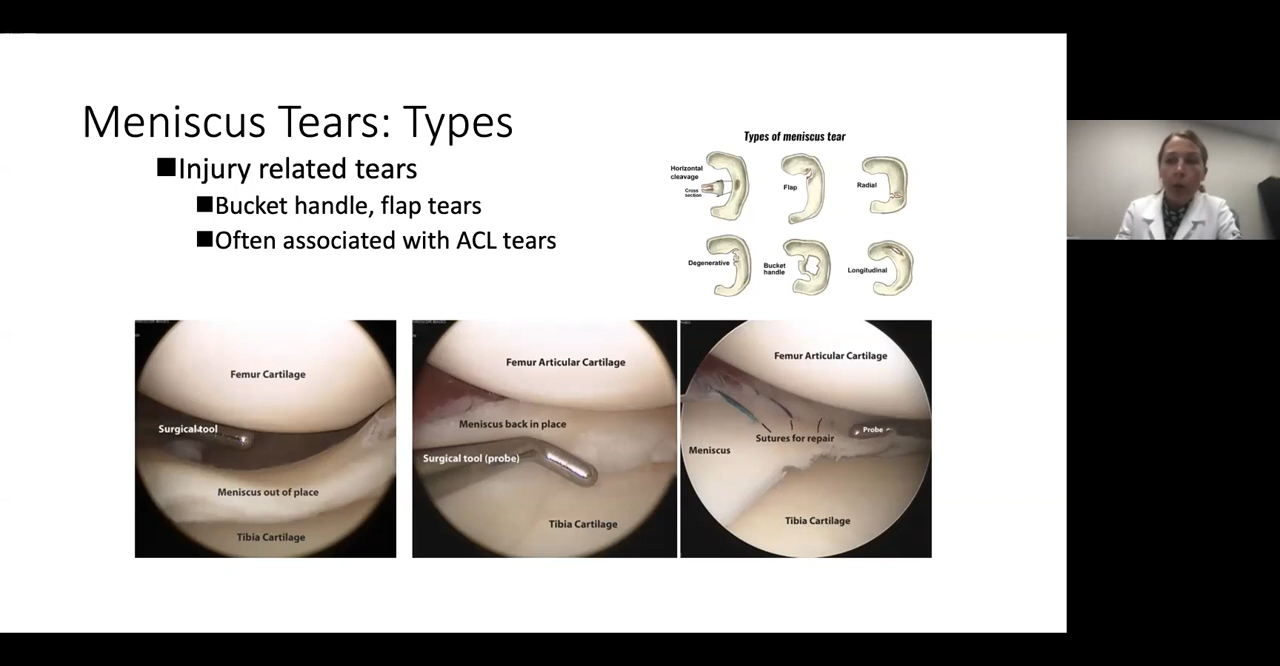 Meniscus Tears: Types
Injury related tears
Bucket handle, flap tears
Often associated with ACL tears
Types of meniscus tear
Horizontal
cleavage
Cross
section
Flap
Radial
Degenerative
Bucket
handle
Longitudinal
Femur Cartilage
Surgical tool
Meniscus out of place
Tibia Cartilage
Femur Articular Cartilage
Meniscus back in place
Surgical tool (probe)
Tibia Cartilage
Femur Articular Cartilage
Probe
Sutures for repair
Meniscus
Tibia Cartilage